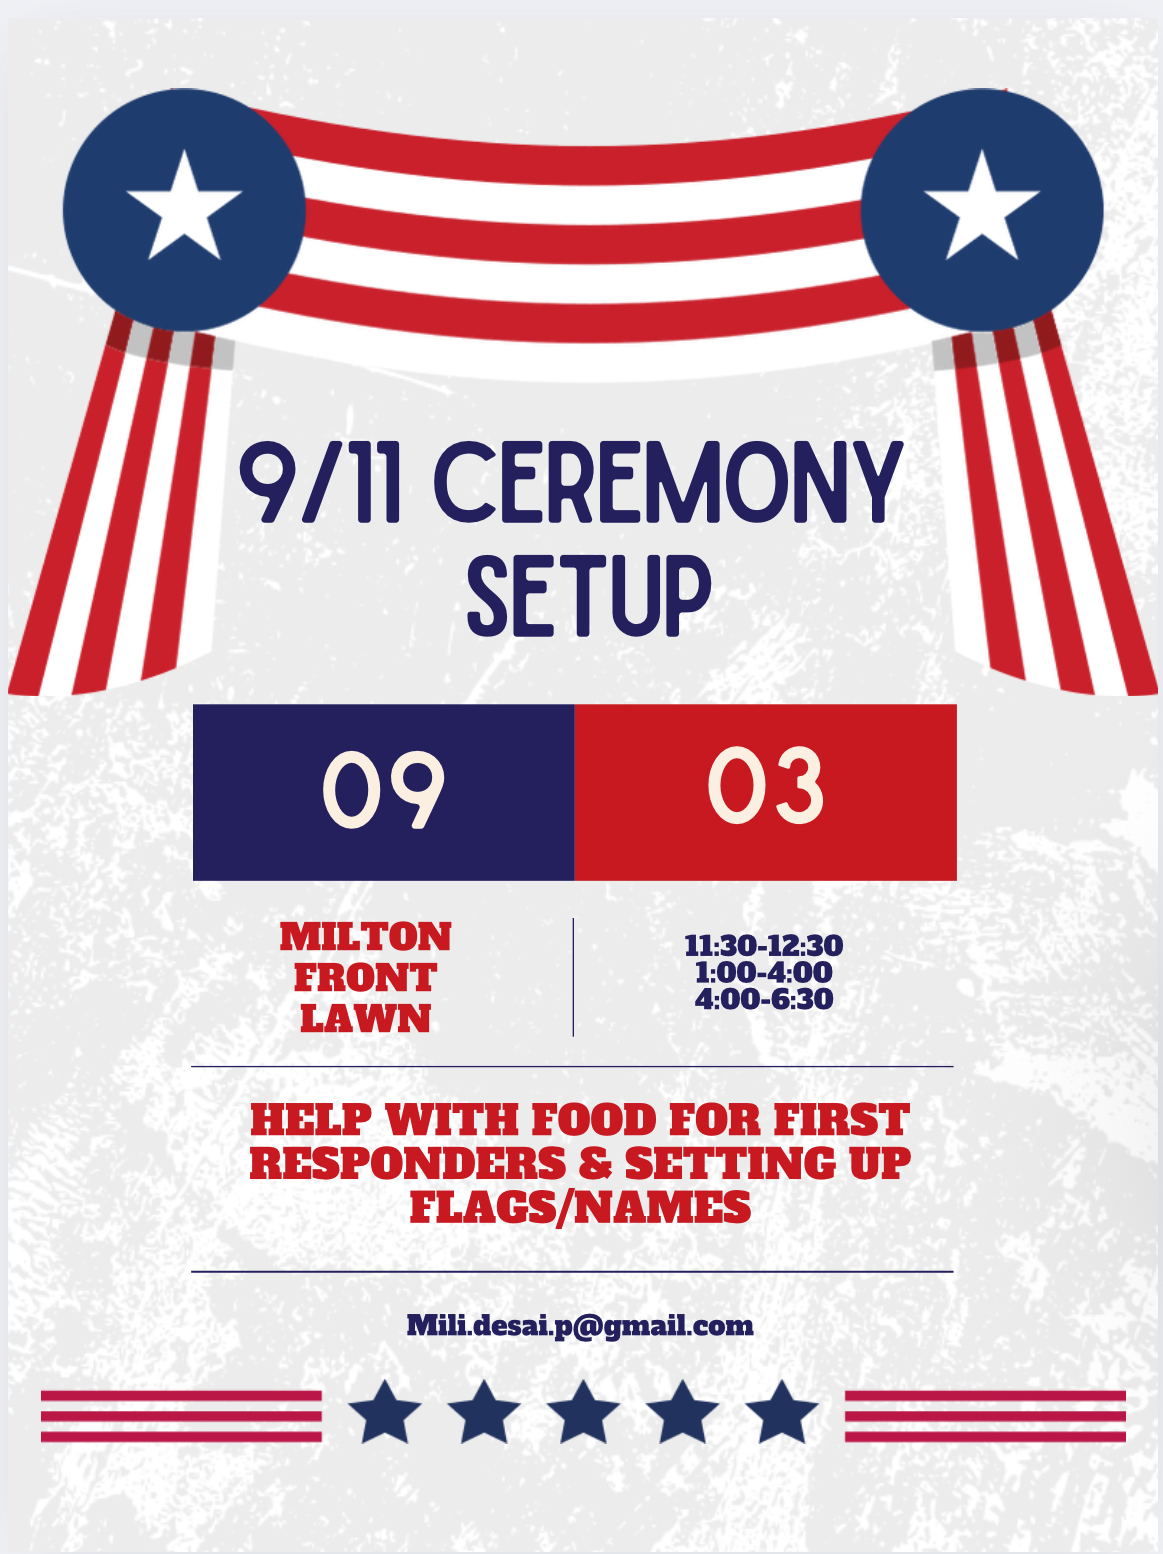 9/11 CEREMONY
SETUP
09
03
MILTON
FRONT
LAWN
11:30-12:30
1:00-4:00
4:00-6:30
HELP WITH FOOD FOR FIRST
RESPONDERS & SETTING UP
FLAGS/NAMES
Mili.desai.p@gmail.com